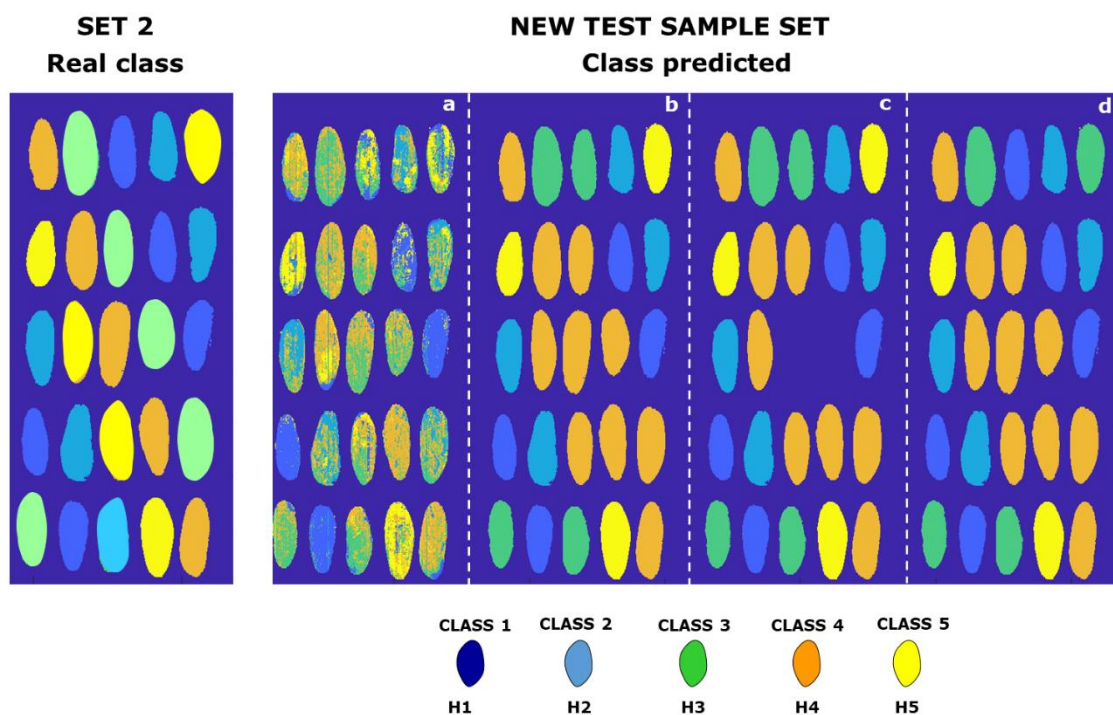 SET 2
Real class
NEW TEST SAMPLE SET
Class predicted
a b c d
CLASS 1 CLASS 2 CLASS 3 CLASS 4 CLASS 5
H1 H2 H3 H4 H5